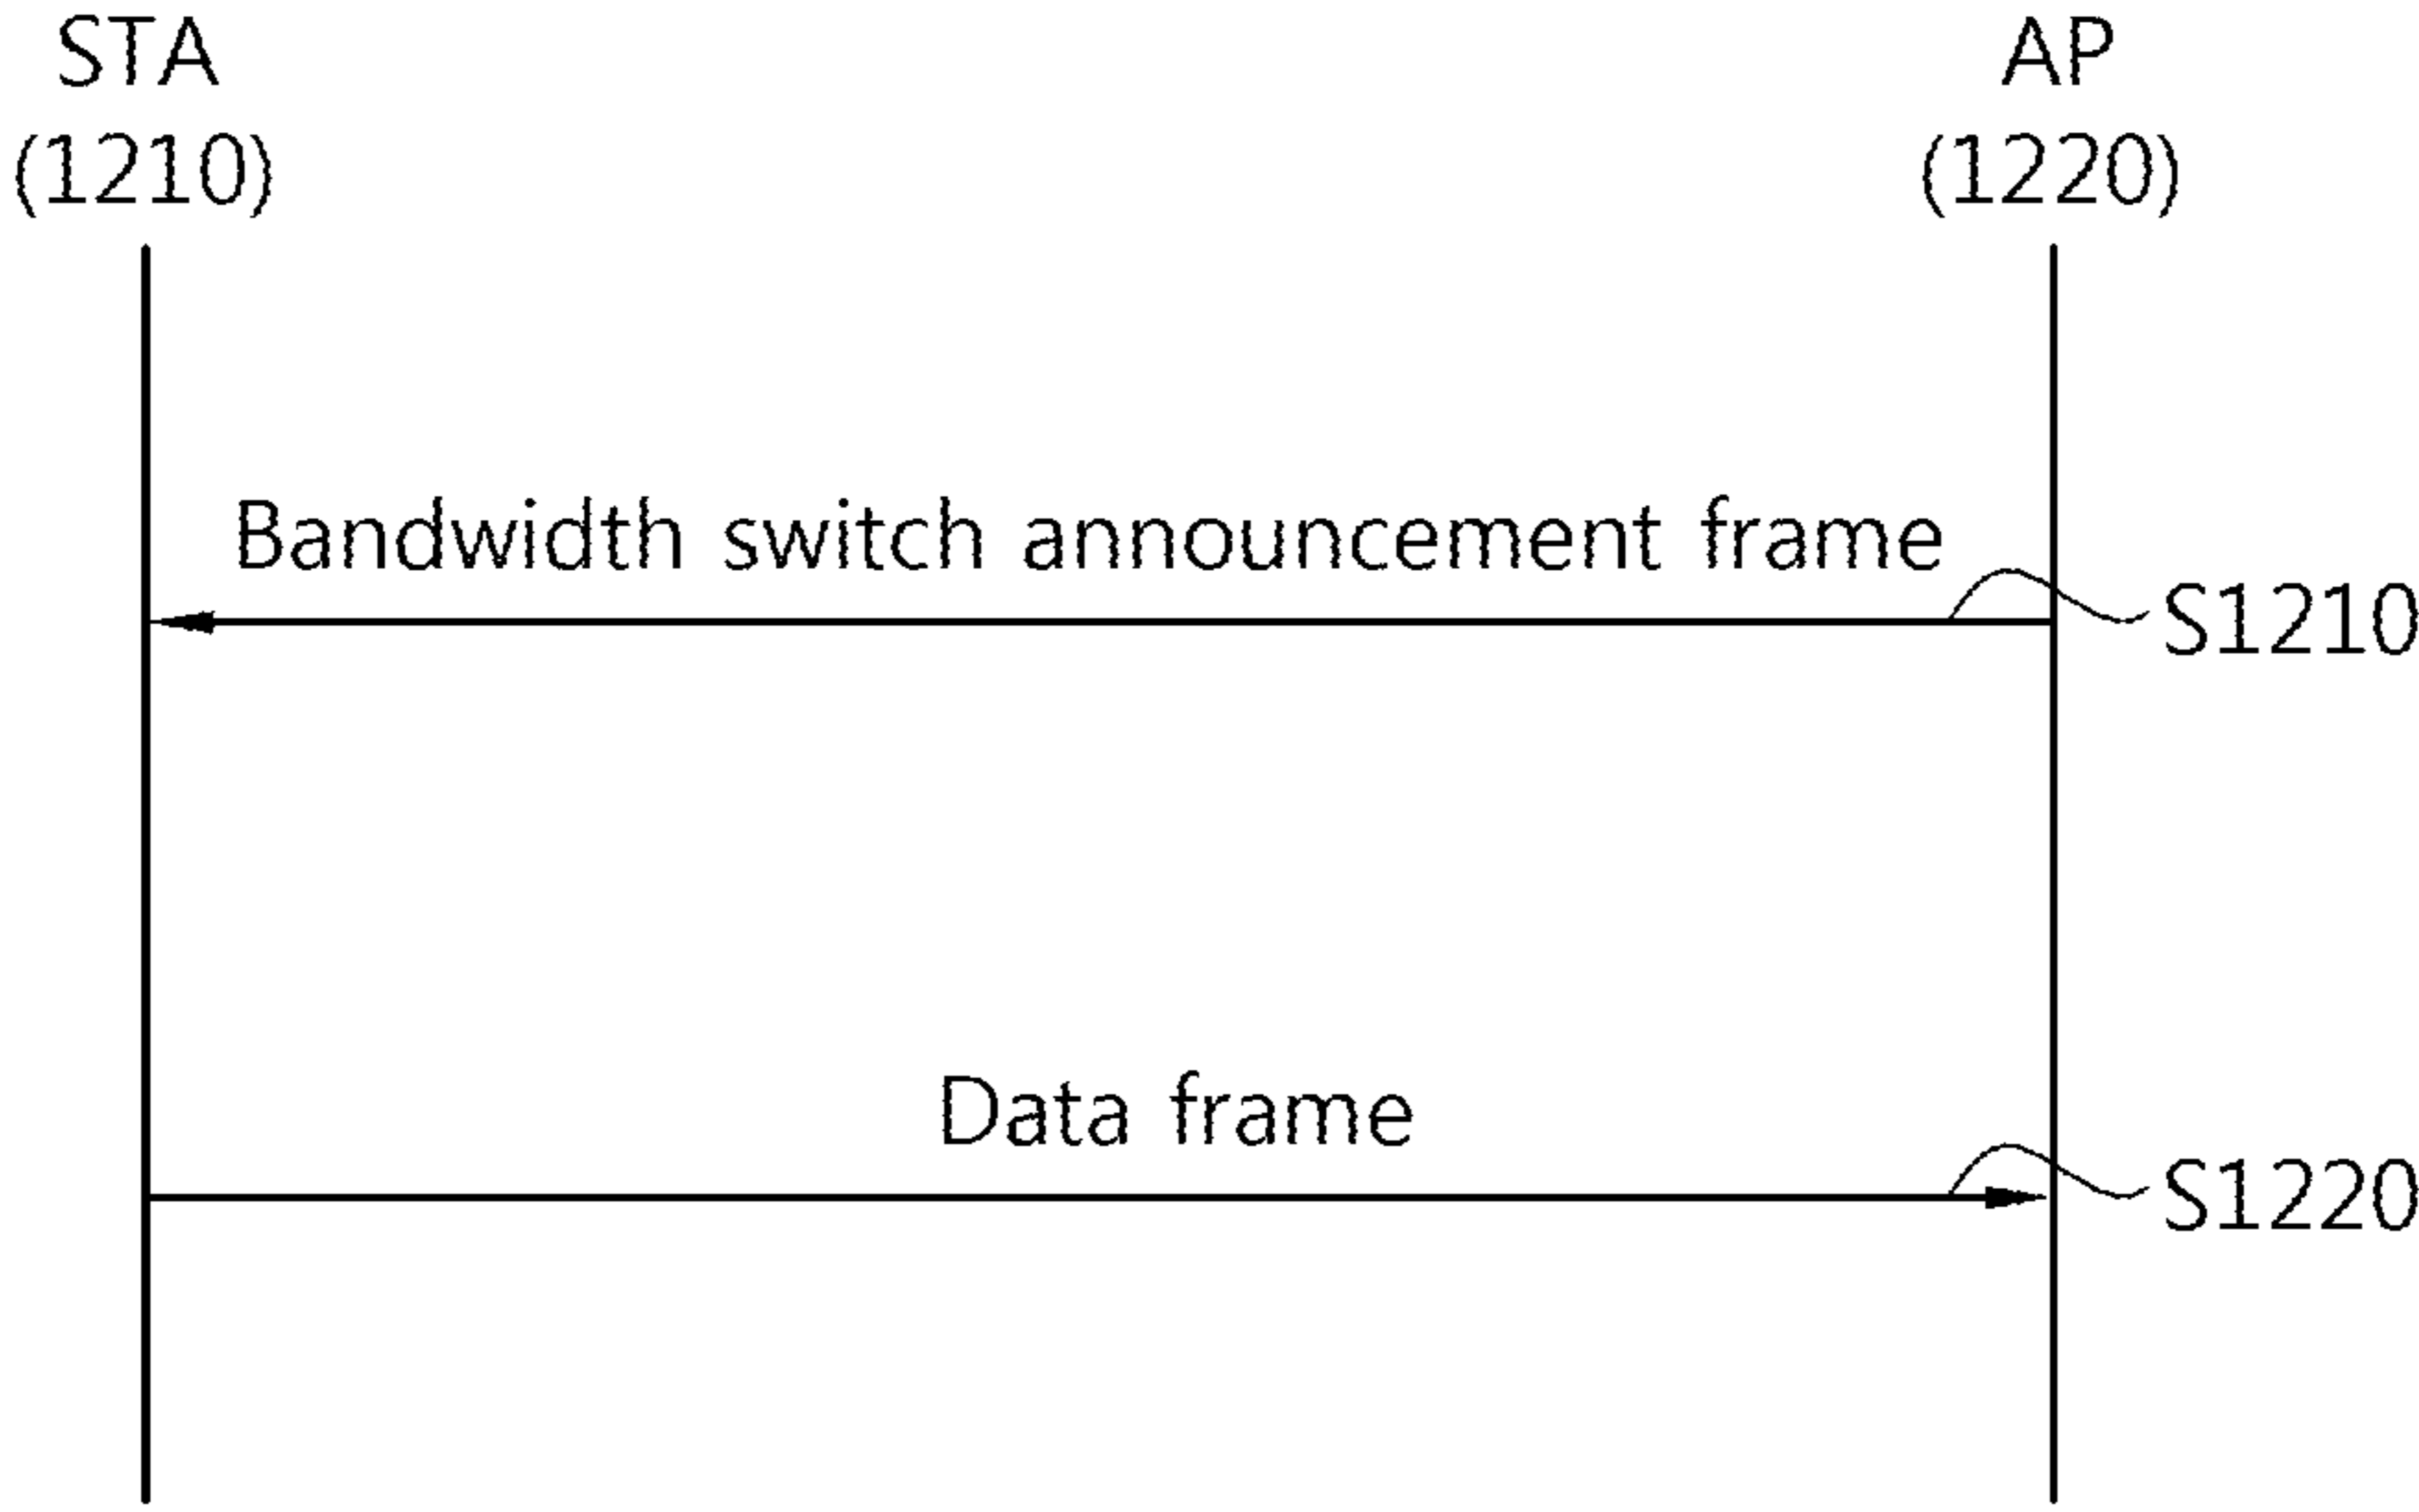 STA
(1210)
AP
(1220)
Bandwidth switch announcement frame
S1210
Data frame
S1220